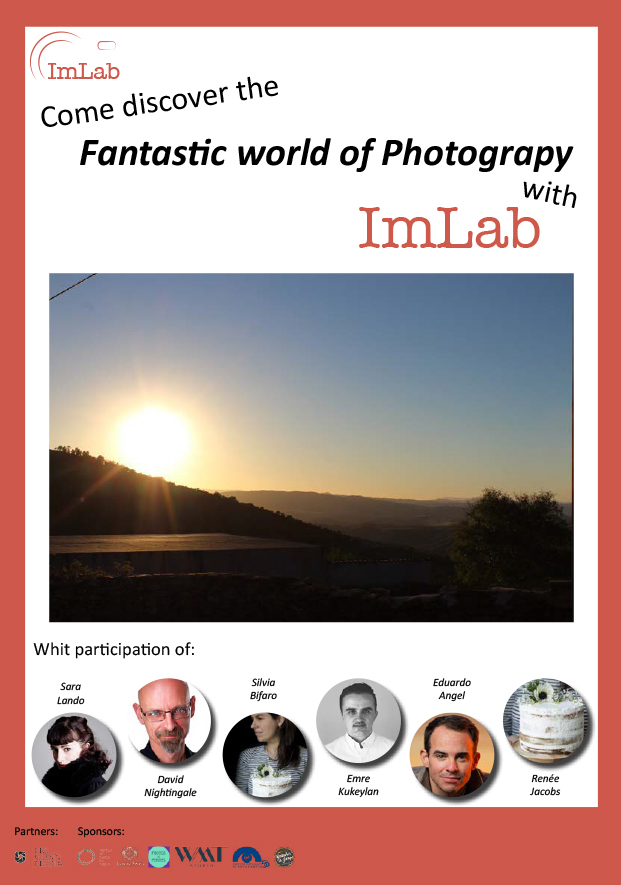 ImLab
Come discover the
Fantastic world of Photograpy
with
ImLab
Whit participation of:
Sara
Lando
David
Nightingale
Silvia
Bifaro
Emre
Kukeylan
Eduardo
Angel
Renée
Jacobs
Partners:
Sponsors:
WMT